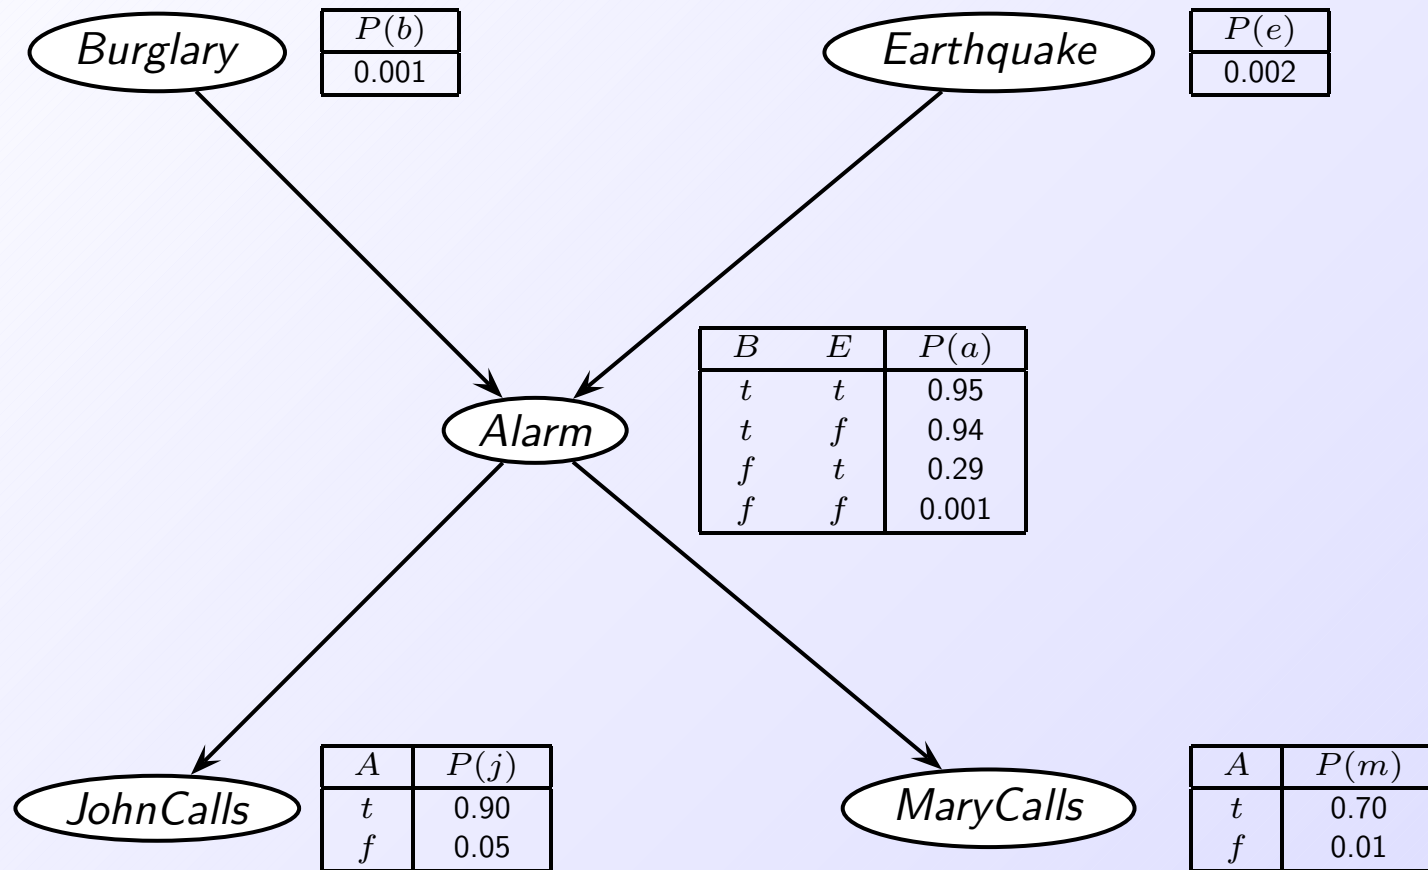 Burglary
P(b)
0.001
Earthquake
P(e)
0.002
B E P(a)
t t 0.95
t f 0.94
f t 0.29
f f 0.001
Alarm
JohnCalls
A P(j)
t 0.90
f 0.05
MaryCalls
A P(m)
t 0.70
f 0.01